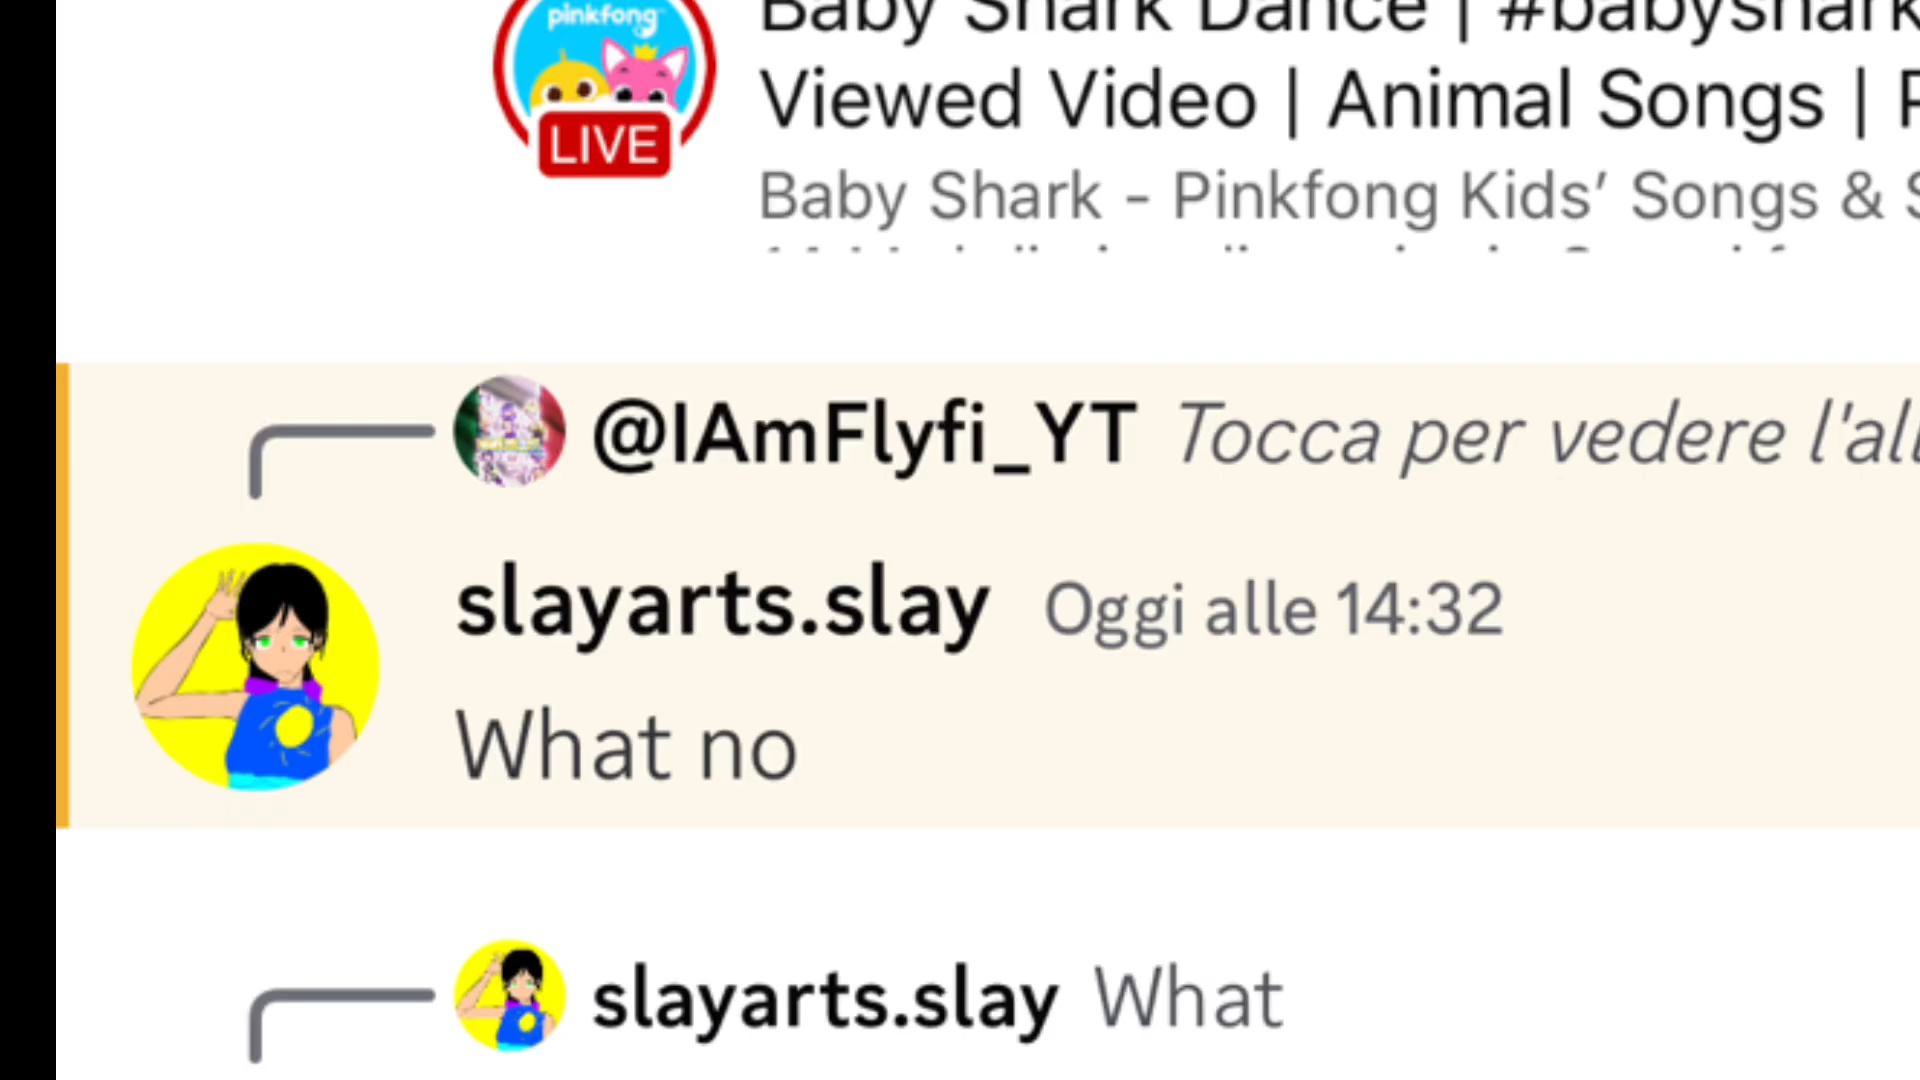 pinkfong
Baby Shark Dance | #babyshark
Viewed Video | Animal Songs |
LIVE
Baby Shark - Pinkfong Kids’ Songs &
@IAmFlyfi_YT Tocca per vedere l'all
slayarts.slay Oggi alle 14:32
What no
slayarts.slay What